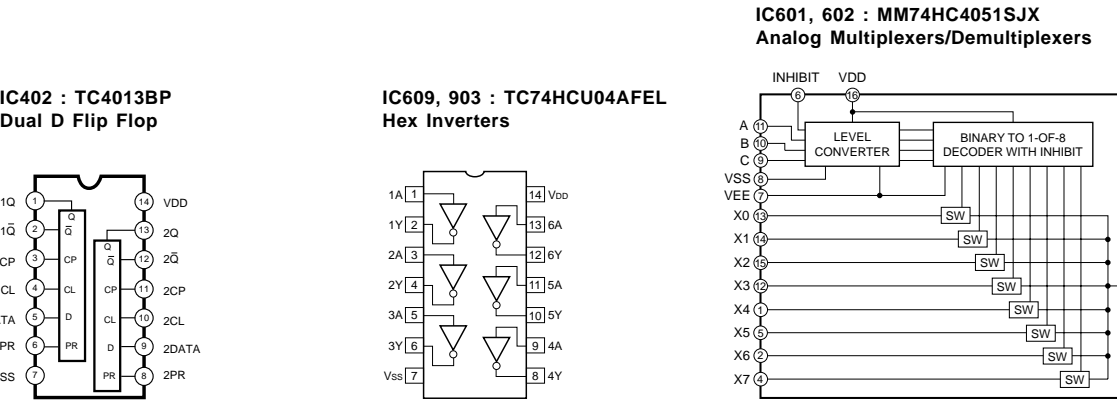 IC601, 602 : MM74HC4051SJX
Analog Multiplexers/Demultiplexers
IC402 : TC4013BP
Dual D Flip Flop
1Q 1
1Q̅ 2
CP 3
CL 4
TA 5
PR 6
SS 7
14 VDD
13 2Q
12 2Q̅
11 2CP
10 2CL
9 2DATA
8 2PR
Q
Q̅
CP
CL
D
PR
Q
Q̅
CP
CL
D
PR
IC609, 903 : TC74HCU04AFEL
Hex Inverters
1A 1
1Y 2
2A 3
2Y 4
3A 5
3Y 6
Vss 7
14 VDD
13 6A
12 6Y
11 5A
10 5Y
9 4A
8 4Y
INHIBIT VDD
6 16
A 11
B 10
C 9
VSS 8
VEE 7
X0 13
X1 14
X2 15
X3 12
X4 1
X5 5
X6 2
X7 4
LEVEL
CONVERTER
BINARY TO 1-OF-8
DECODER WITH INHIBIT
SW
SW
SW
SW
SW
SW
SW
SW